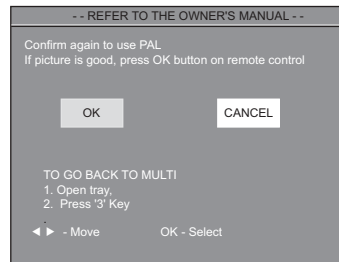 - - REFER TO THE OWNER'S MANUAL - -
Confirm again to use PAL
If picture is good, press OK button on remote control
OK CANCEL
TO GO BACK TO MULTI
1. Open tray,
2. Press '3' Key
.
◄ ► - Move OK - Select